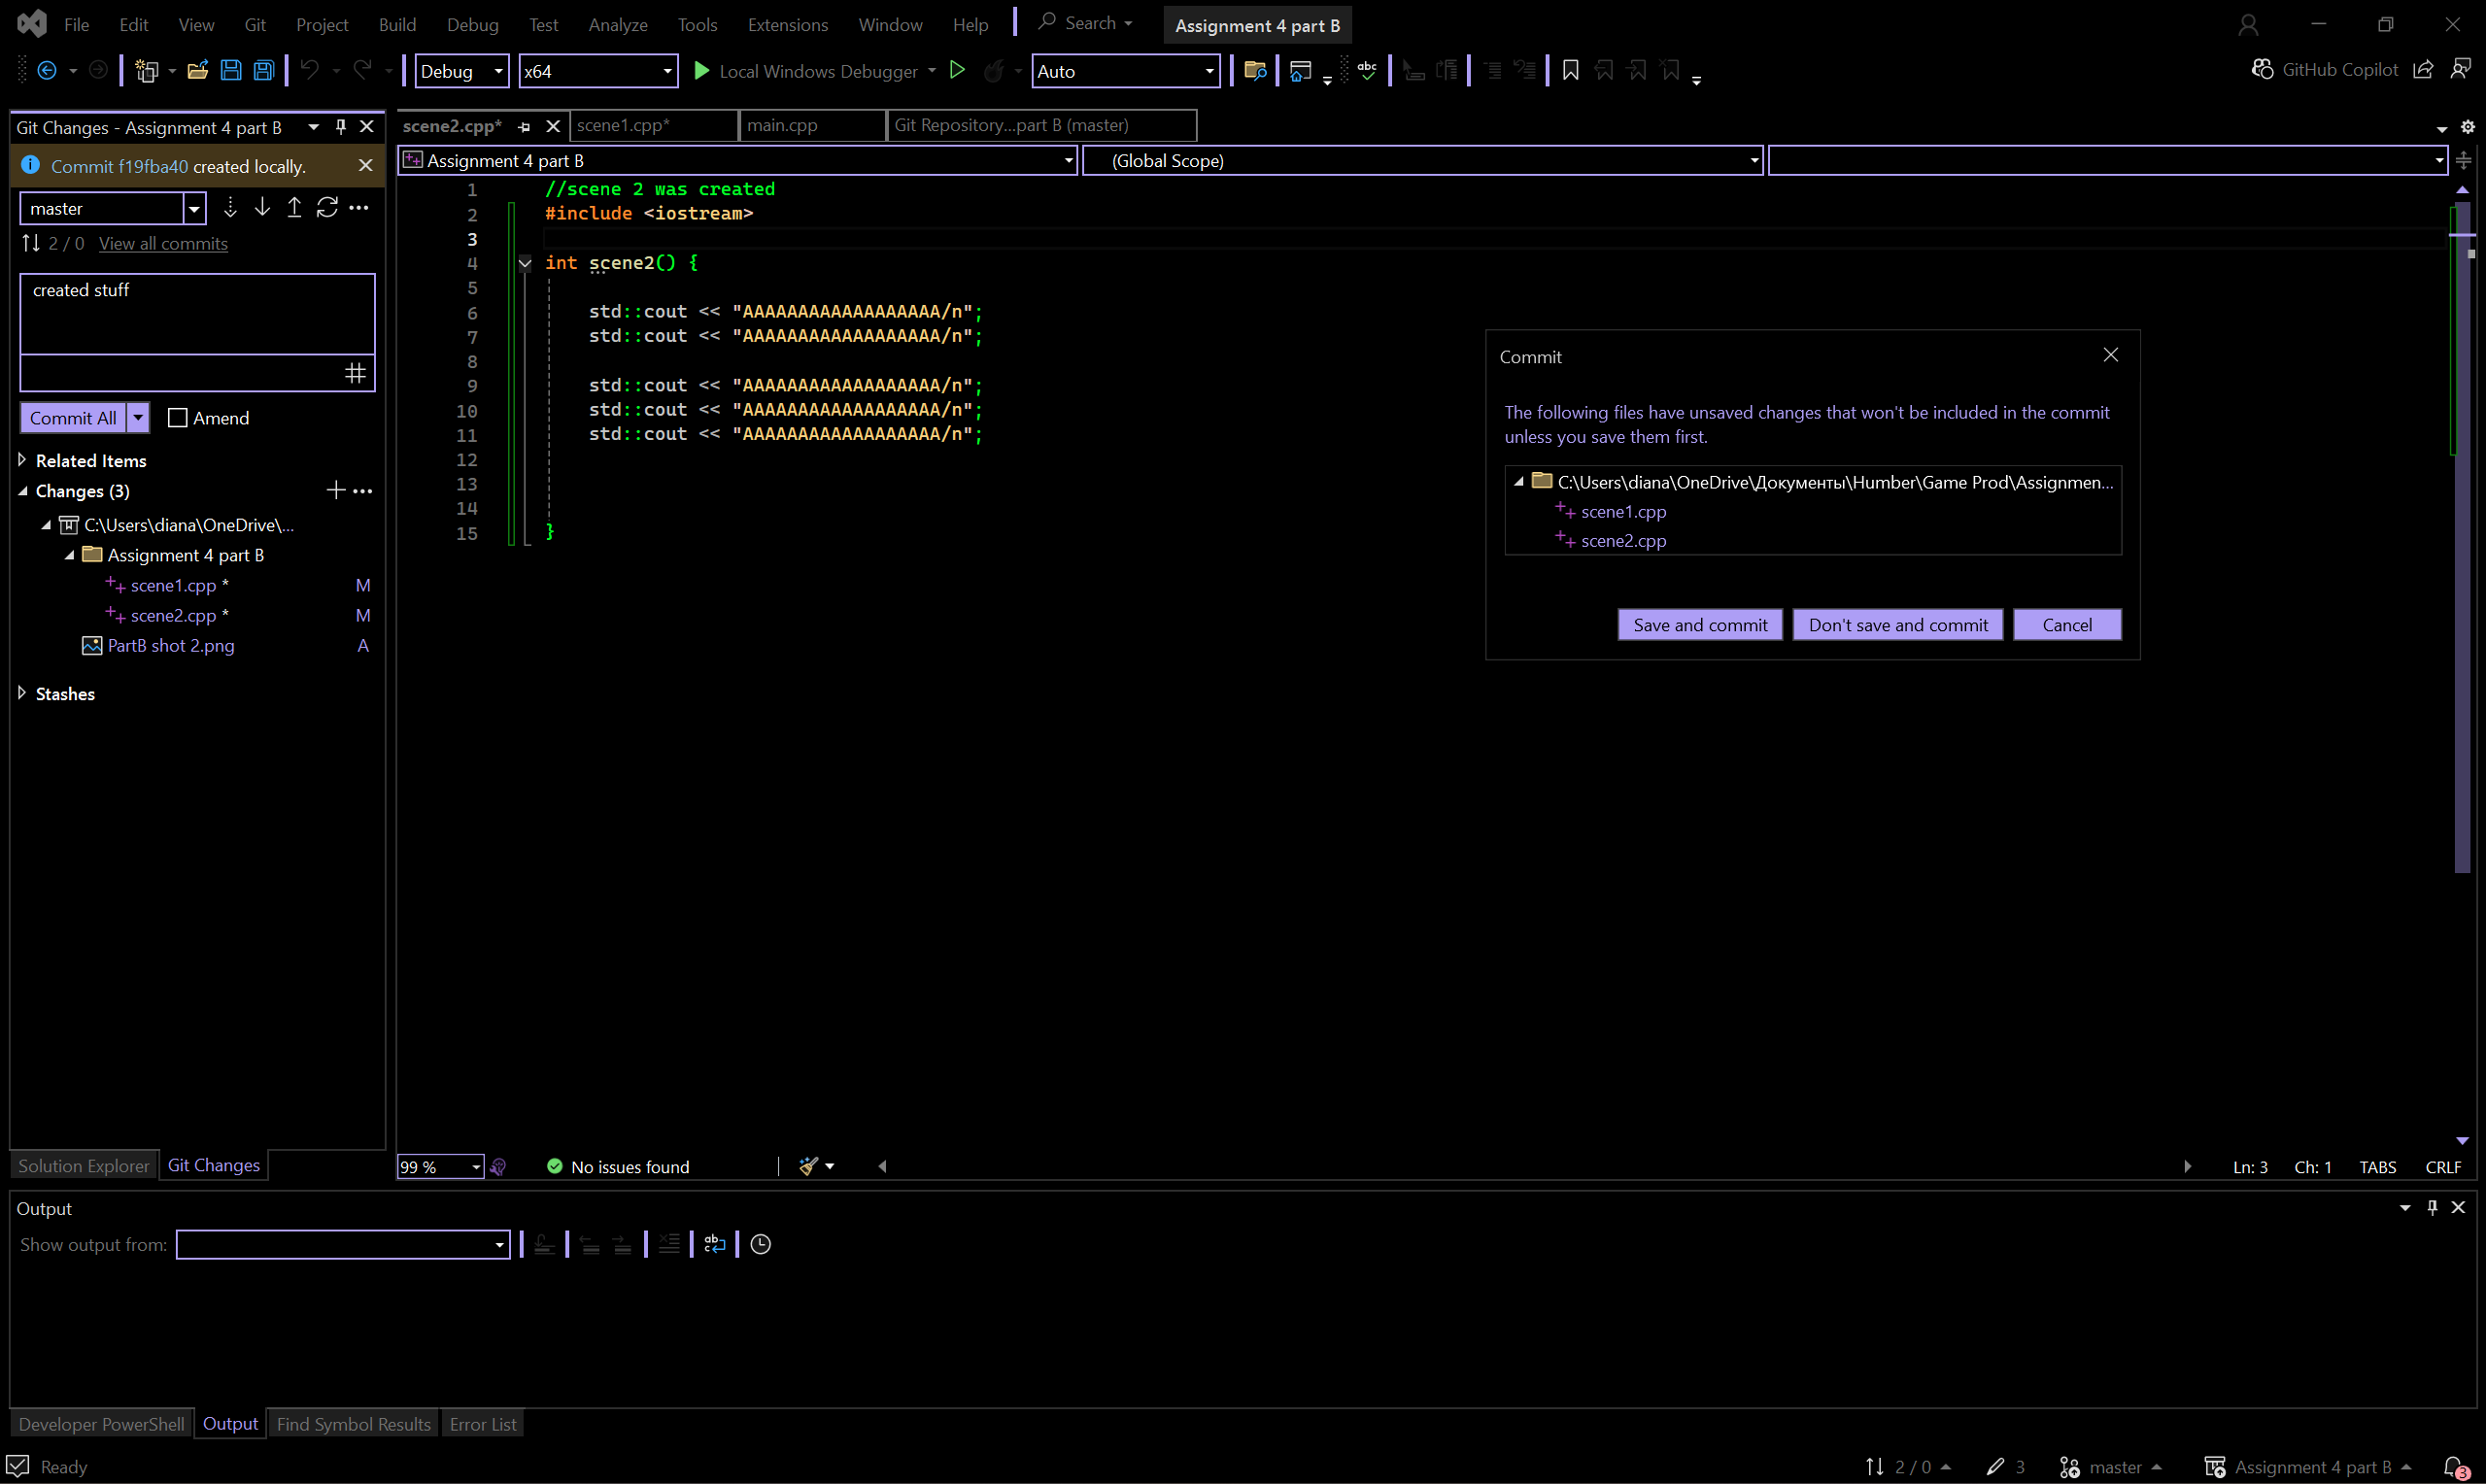 File Edit View Git Project Build Debug Test Analyze Tools Extensions Window Help Search Assignment 4 part B
Debug x64 Local Windows Debugger Auto GitHub Copilot
Git Changes - Assignment 4 part B
Commit f19fba40 created locally.
master
2 / 0 View all commits
created stuff
Commit All Amend
Related Items
Changes (3)
C:\Users\diana\OneDrive\...
Assignment 4 part B
scene1.cpp * M
scene2.cpp * M
PartB shot 2.png A
Stashes
Solution Explorer Git Changes
scene2.cpp* scene1.cpp* main.cpp Git Repository...part B (master)
Assignment 4 part B (Global Scope)
1 //scene 2 was created
2 #include <iostream>
3
4 int scene2() {
5
6 std::cout << "AAAAAAAAAAAAAAAAAA/n";
7 std::cout << "AAAAAAAAAAAAAAAAAA/n";
8
9 std::cout << "AAAAAAAAAAAAAAAAAA/n";
10 std::cout << "AAAAAAAAAAAAAAAAAA/n";
11 std::cout << "AAAAAAAAAAAAAAAAAA/n";
12
13
14
15 }
Commit
The following files have unsaved changes that won't be included in the commit
unless you save them first.
C:\Users\diana\OneDrive\Документы\Humber\Game Prod\Assignmen...
scene1.cpp
scene2.cpp
Save and commit Don't save and commit Cancel
99 % No issues found Ln: 3 Ch: 1 TABS CRLF
Output
Show output from:
Developer PowerShell Output Find Symbol Results Error List
Ready 2 / 0 3 master Assignment 4 part B 3